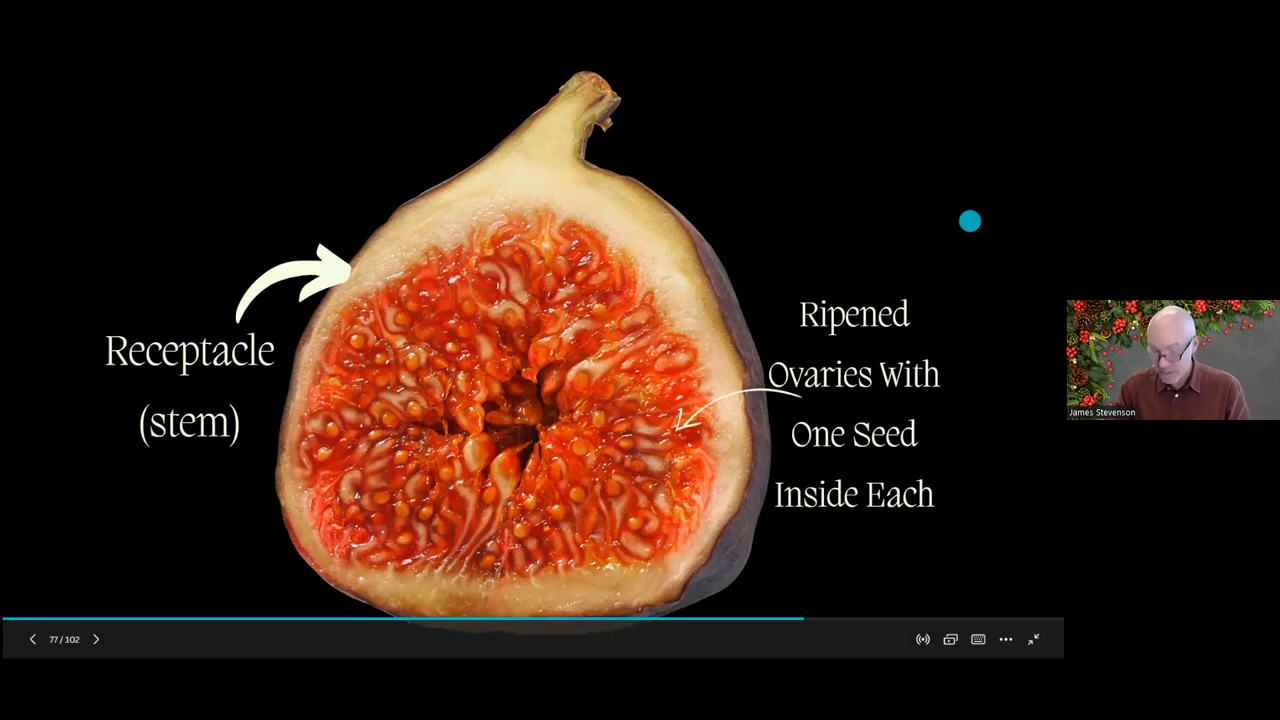 Receptacle
(stem)
Ripened
Ovaries With
One Seed
Inside Each
James Stevenson
77 / 102